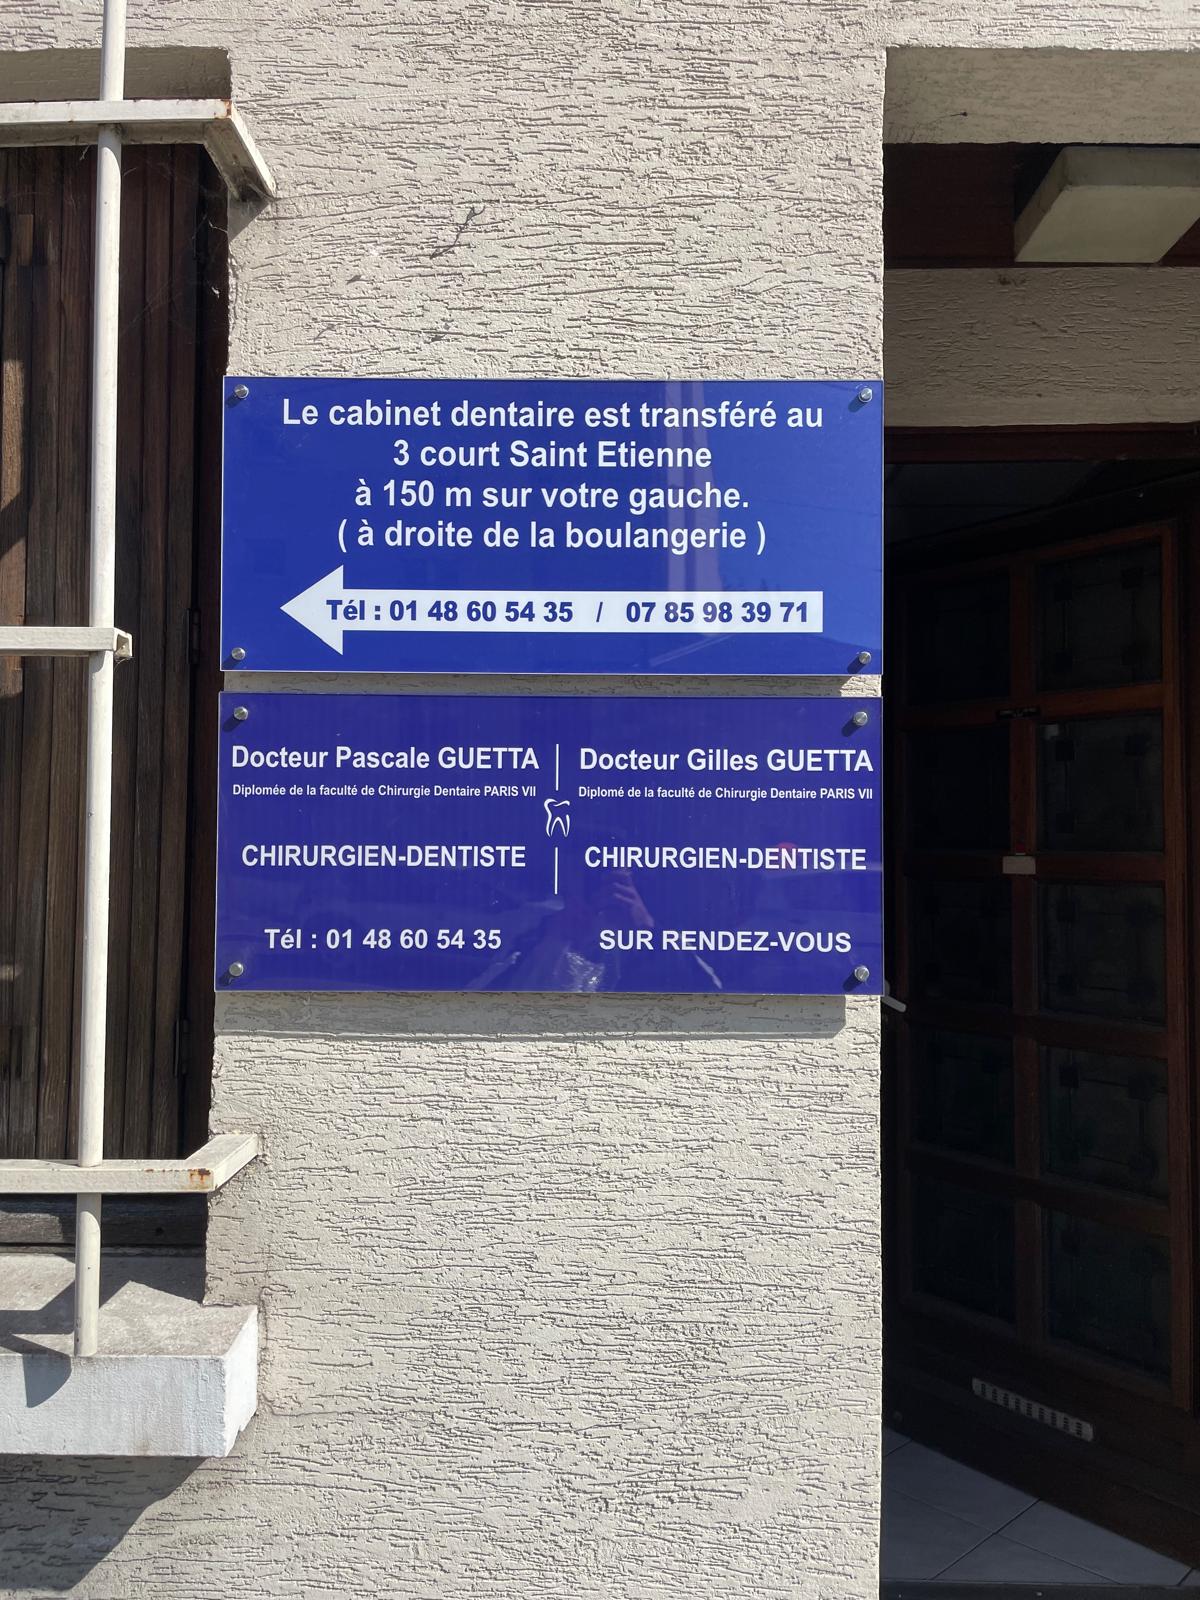 Le cabinet dentaire est transféré au
3 court Saint Etienne
à 150 m sur votre gauche.
( à droite de la boulangerie )
Tél : 01 48 60 54 35 / 07 85 98 39 71
Docteur Pascale GUETTA
Diplomée de la faculté de Chirurgie Dentaire PARIS VII
CHIRURGIEN-DENTISTE
Tél : 01 48 60 54 35
Docteur Gilles GUETTA
Diplomé de la faculté de Chirurgie Dentaire PARIS VII
CHIRURGIEN-DENTISTE
SUR RENDEZ-VOUS